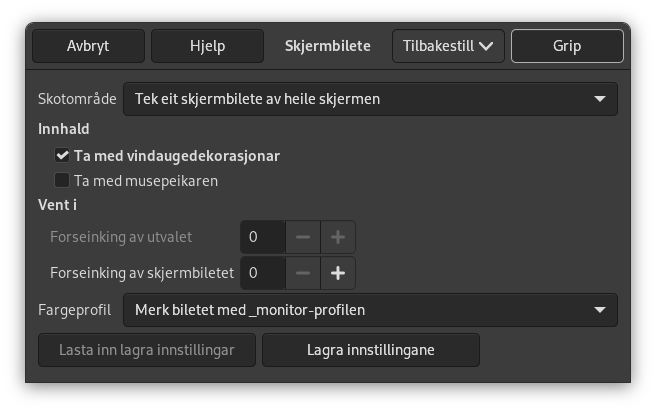 Avbryt Hjelp Skjermbilete Tilbakestill Grip
Skotområde Tek eit skjermbilete av heile skjermen
Innhald
Ta med vindaugedekorasjonar
Ta med musepeikaren
Vent i
Forseinking av utvalet 0
Forseinking av skjermbiletet 0
Fargeprofil Merk biletet med _monitor-profilen
Lasta inn lagra innstillingar Lagra innstillingane